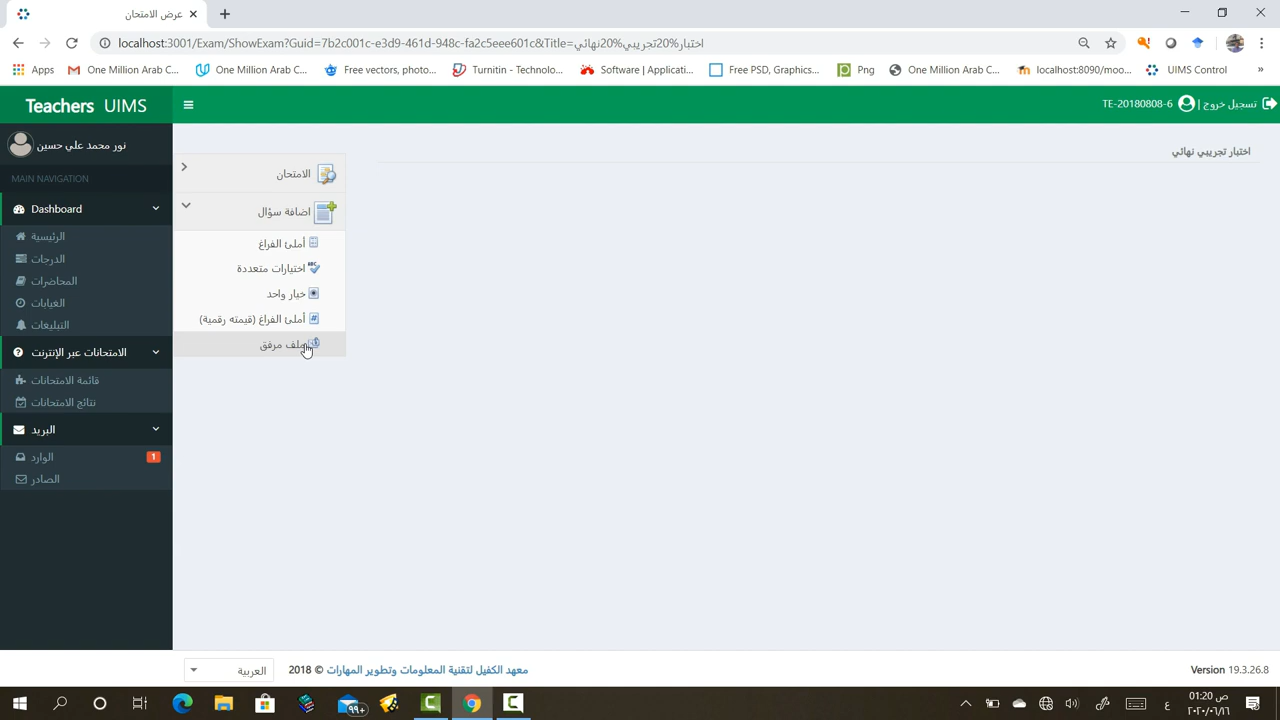 عرض الامتحان
localhost:3001/Exam/ShowExam?Guid=7b2c001c-e3d9-461d-948c-fa2c5eee601c&Title=اختبار%20تجريبي%20نهائي
Apps
One Million Arab C...
One Million Arab C...
Free vectors, photo...
Turnitin - Technolo...
Software | Applicati...
Free PSD, Graphics...
Png
One Million Arab C...
localhost:8090/moo...
UIMS Control
»
Teachers UIMS
TE-20180808-6
تسجيل خروج |
نور محمد علي حسين
MAIN NAVIGATION
Dashboard
الرئيسية
الدرجات
المحاضرات
الغيابات
التبليغات
الامتحانات عبر الإنترنت
قائمة الامتحانات
نتائج الامتحانات
البريد
الوارد
1
الصادر
اختبار تجريبي نهائي
الامتحان
اضافة سؤال
أملئ الفراغ
اختيارات متعددة
خيار واحد
أملئ الفراغ (قيمته رقمية)
ملف مرفق
العربية
معهد الكفيل لتقنية المعلومات وتطوير المهارات © 2018
Version 19.3.26.8
99+
ع
01:20 ص
٢٠٢٠/٠٦/١٦